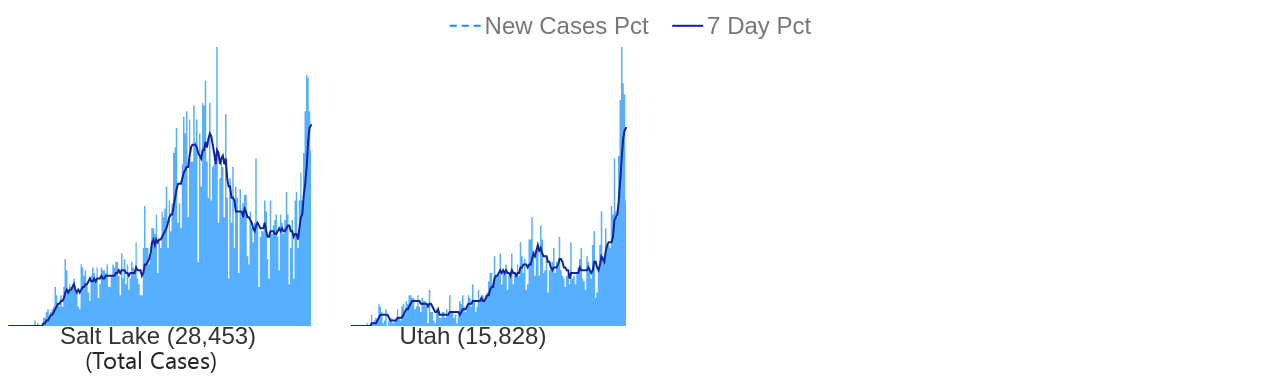 New Cases Pct 7 Day Pct
Salt Lake (28,453) Utah (15,828)
(Total Cases)